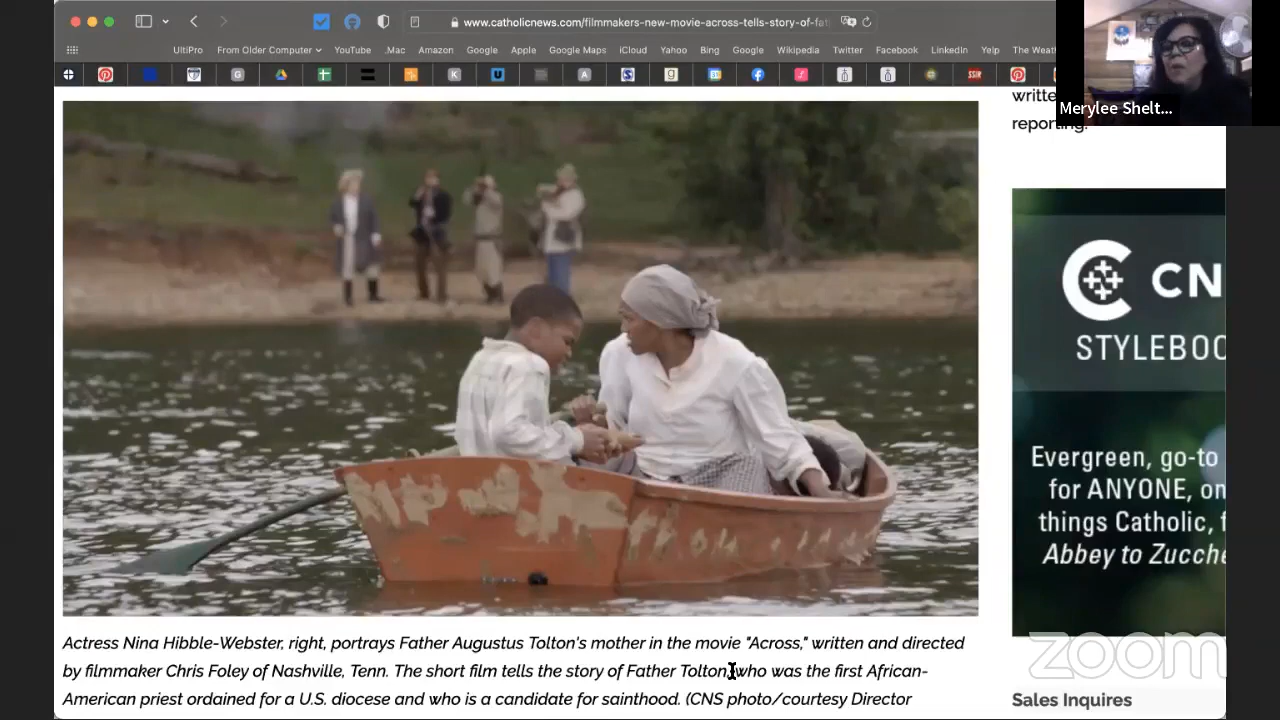 www.catholicnews.com/filmmakers-new-movie-across-tells-story-of-fat
UltiPro From Older Computer YouTube .Mac Amazon Google Apple Google Maps iCloud Yahoo Bing Google Wikipedia Twitter Facebook LinkedIn Yelp The Weat
Merylee Shelt...
writte
reporting.
CN
STYLEBOO
Evergreen, go-to
for ANYONE, on
things Catholic, f
Abbey to Zucche
Actress Nina Hibble-Webster, right, portrays Father Augustus Tolton's mother in the movie "Across," written and directed
by filmmaker Chris Foley of Nashville, Tenn. The short film tells the story of Father Tolton, who was the first African-
American priest ordained for a U.S. diocese and who is a candidate for sainthood. (CNS photo/courtesy Director
zoom
Sales Inquires